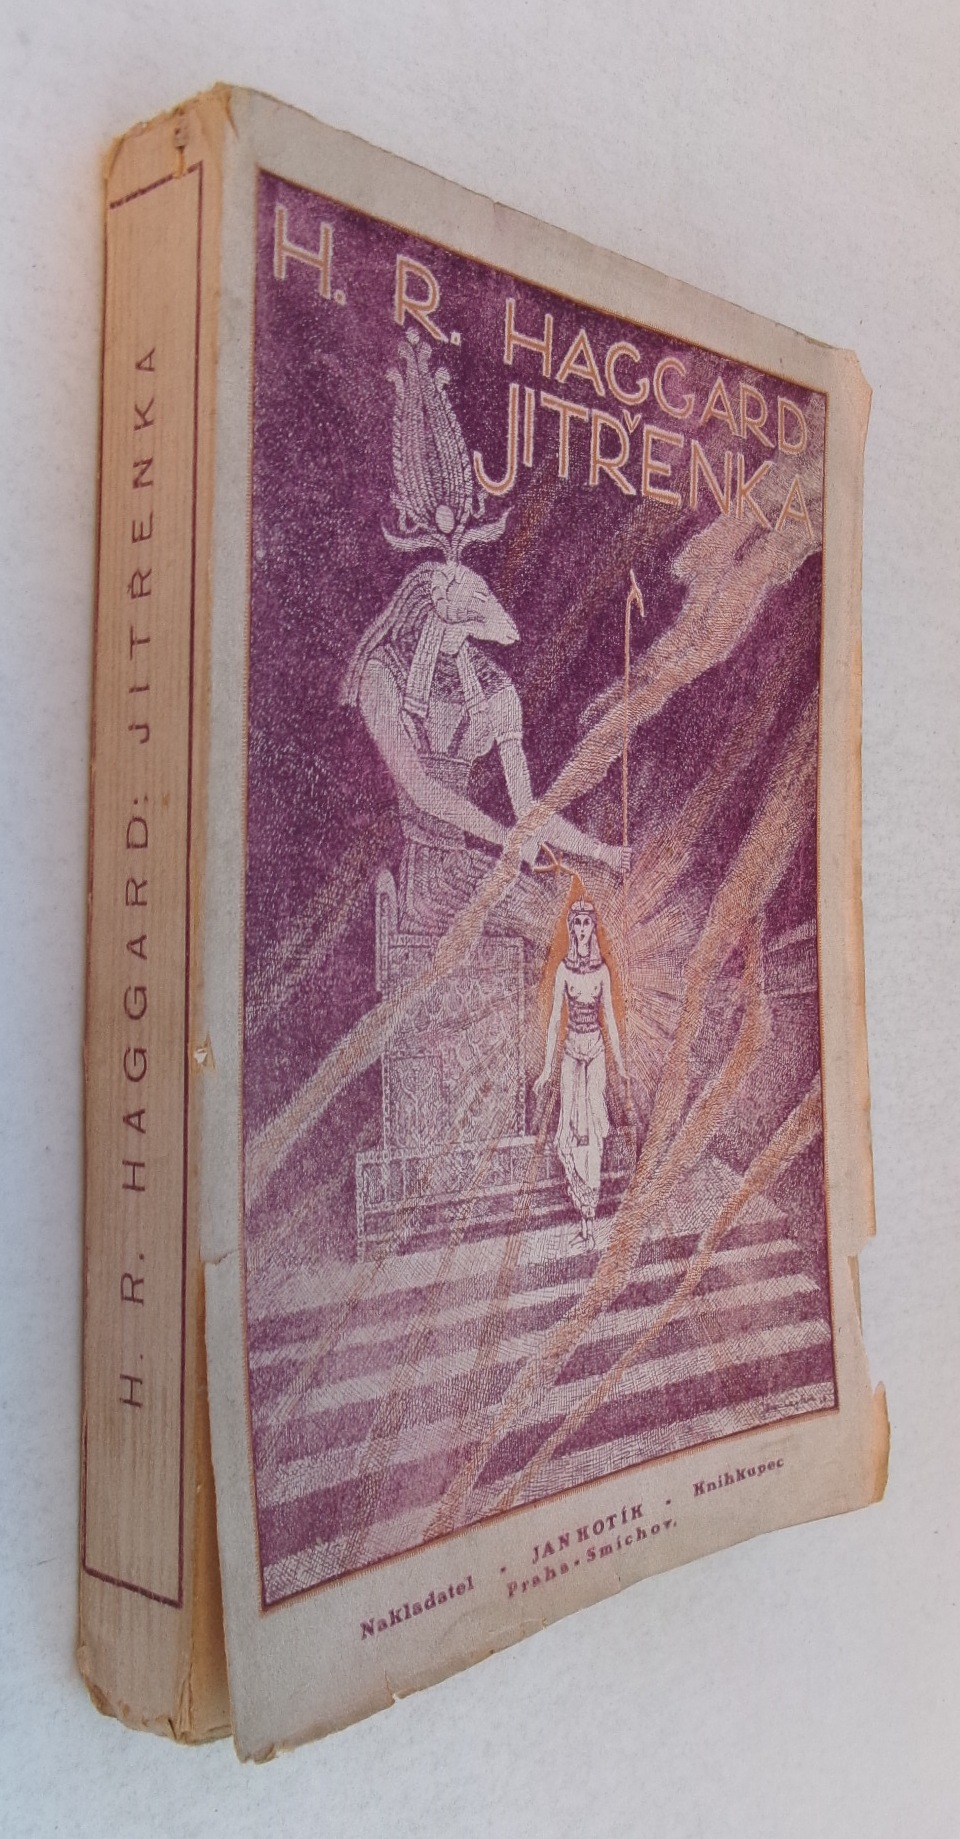 H. R. HAGGARD: JITŘENKA
H. R. HAGGARD
JITŘENKA
Nakladatel - JAN KOTÍK - Knihkupec
Praha-Smíchov.